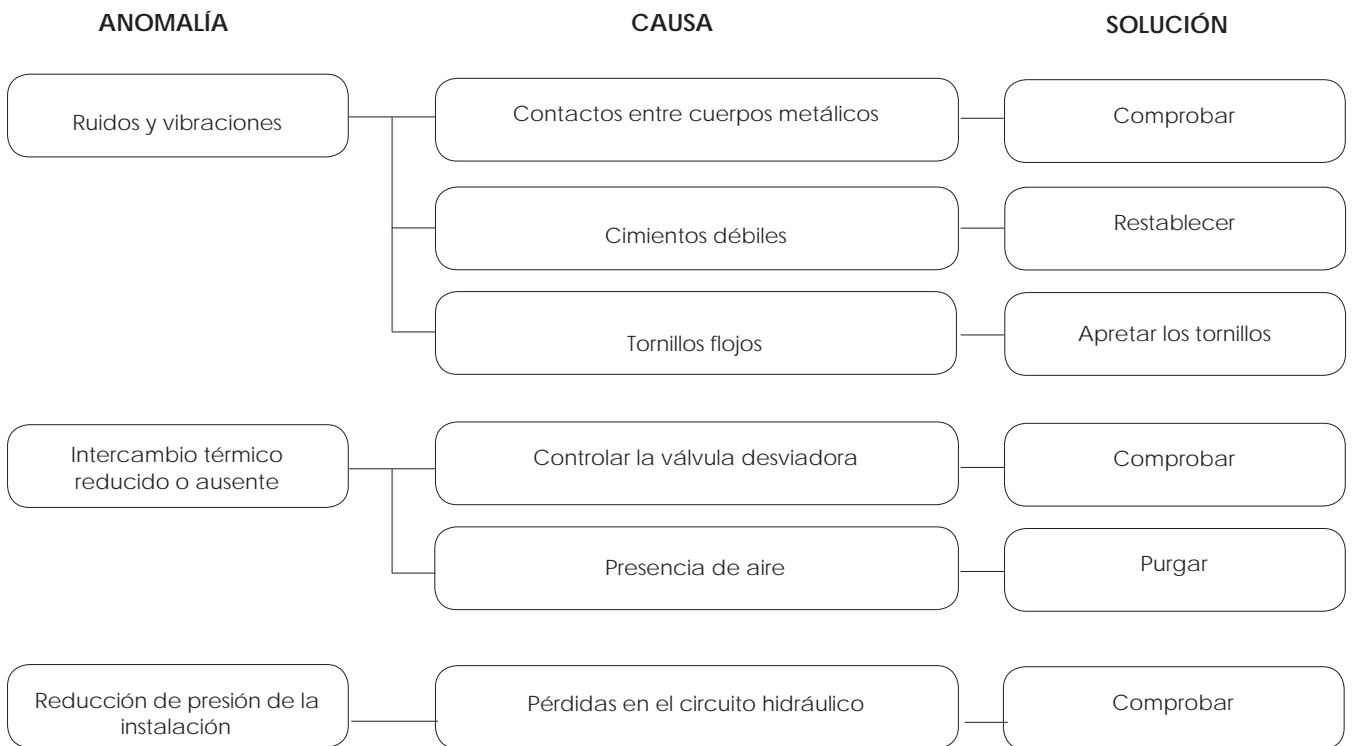 ANOMALÍA
CAUSA
SOLUCIÓN
Ruidos y vibraciones
Contactos entre cuerpos metálicos
Comprobar
Cimientos débiles
Restablecer
Tornillos flojos
Apretar los tornillos
Intercambio térmico
reducido o ausente
Controlar la válvula desviadora
Comprobar
Presencia de aire
Purgar
Reducción de presión de la
instalación
Pérdidas en el circuito hidráulico
Comprobar